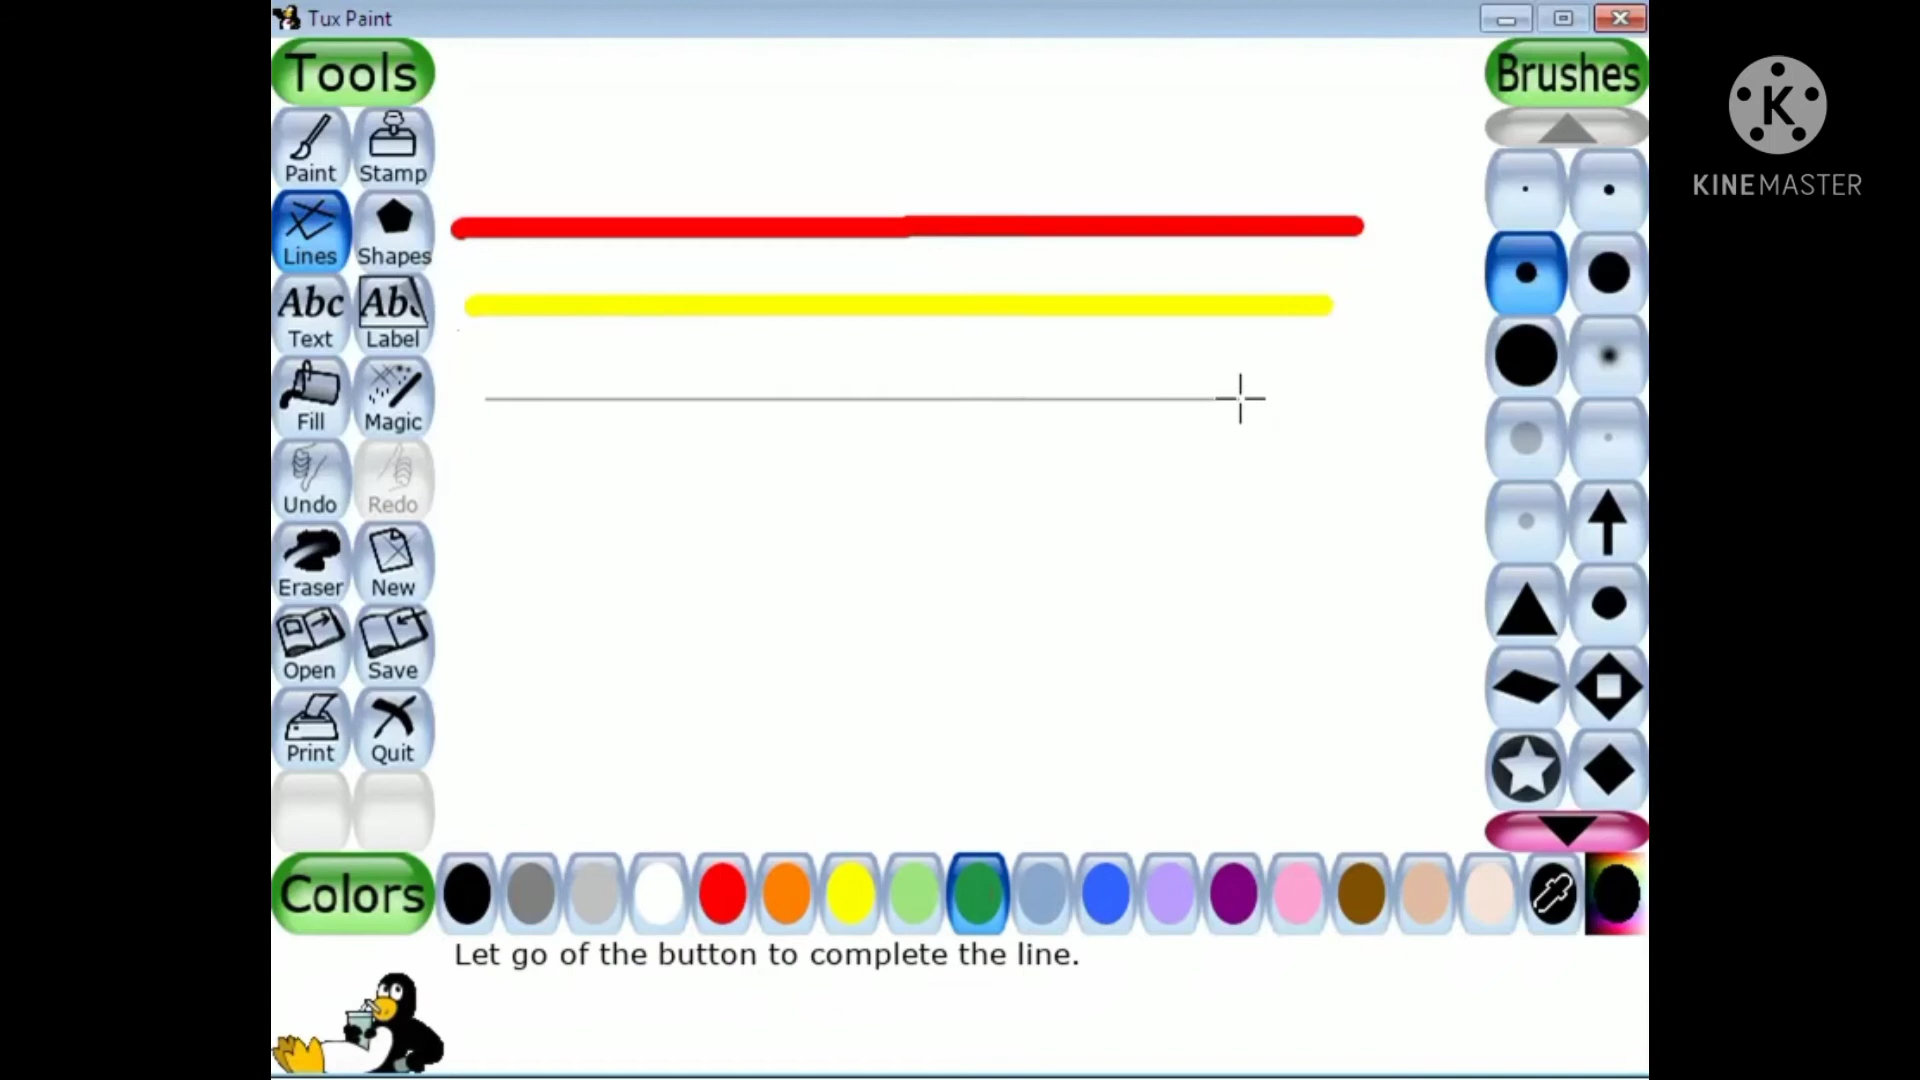 Tux Paint
Tools
Brushes
K
KINEMASTER
Paint
Stamp
Lines
Shapes
Abc
Abc
Text
Label
Fill
Magic
Undo
Redo
Eraser
New
Open
Save
Print
Quit
Colors
Let go of the button to complete the line.